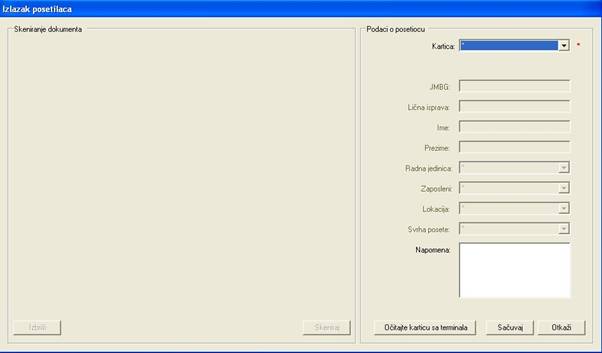 Izlazak posetilaca
Skeniranje dokumenta
Izbriši
Skeniraj
Podaci o posetiocu
Kartica: * *
JMBG:
Lična isprava:
Ime:
Prezime:
Radna jedinica: *
Zaposleni: *
Lokacija: *
Svrha posete: *
Napomena:
Očitajte karticu sa terminala
Sačuvaj
Otkaži